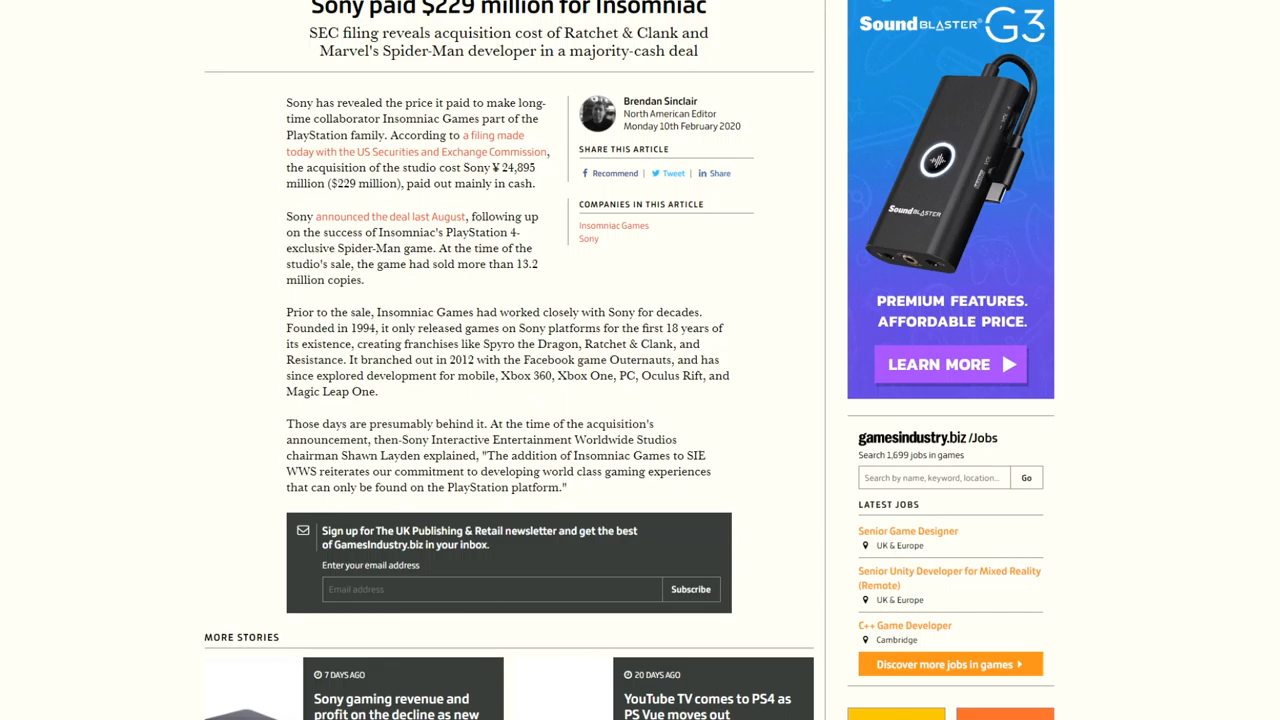 Sony paid $229 million for Insomniac
SEC filing reveals acquisition cost of Ratchet & Clank and
Marvel's Spider-Man developer in a majority-cash deal
Sony has revealed the price it paid to make long-
time collaborator Insomniac Games part of the
PlayStation family. According to a filing made
today with the US Securities and Exchange Commission,
the acquisition of the studio cost Sony ¥ 24,895
million ($229 million), paid out mainly in cash.
Sony announced the deal last August, following up
on the success of Insomniac's PlayStation 4-
exclusive Spider-Man game. At the time of the
studio's sale, the game had sold more than 13.2
million copies.
Brendan Sinclair
North American Editor
Monday 10th February 2020
SHARE THIS ARTICLE
Recommend | Tweet | Share
COMPANIES IN THIS ARTICLE
Insomniac Games
Sony
Prior to the sale, Insomniac Games had worked closely with Sony for decades.
Founded in 1994, it only released games on Sony platforms for the first 18 years of
its existence, creating franchises like Spyro the Dragon, Ratchet & Clank, and
Resistance. It branched out in 2012 with the Facebook game Outernauts, and has
since explored development for mobile, Xbox 360, Xbox One, PC, Oculus Rift, and
Magic Leap One.
Those days are presumably behind it. At the time of the acquisition's
announcement, then-Sony Interactive Entertainment Worldwide Studios
chairman Shawn Layden explained, "The addition of Insomniac Games to SIE
WWS reiterates our commitment to developing world class gaming experiences
that can only be found on the PlayStation platform."
Sign up for The UK Publishing & Retail newsletter and get the best
of GamesIndustry.biz in your inbox.
Enter your email address
Email address
Subscribe
MORE STORIES
7 DAYS AGO
Sony gaming revenue and
profit on the decline as new
20 DAYS AGO
YouTube TV comes to PS4 as
PS Vue moves out
SOUND BLASTER G3
SOUND BLASTER
PREMIUM FEATURES.
AFFORDABLE PRICE.
LEARN MORE
gamesindustry.biz /Jobs
Search 1,699 jobs in games
Search by name, keyword, location...
Go
LATEST JOBS
Senior Game Designer
UK & Europe
Senior Unity Developer for Mixed Reality
(Remote)
UK & Europe
C++ Game Developer
Cambridge
Discover more jobs in games